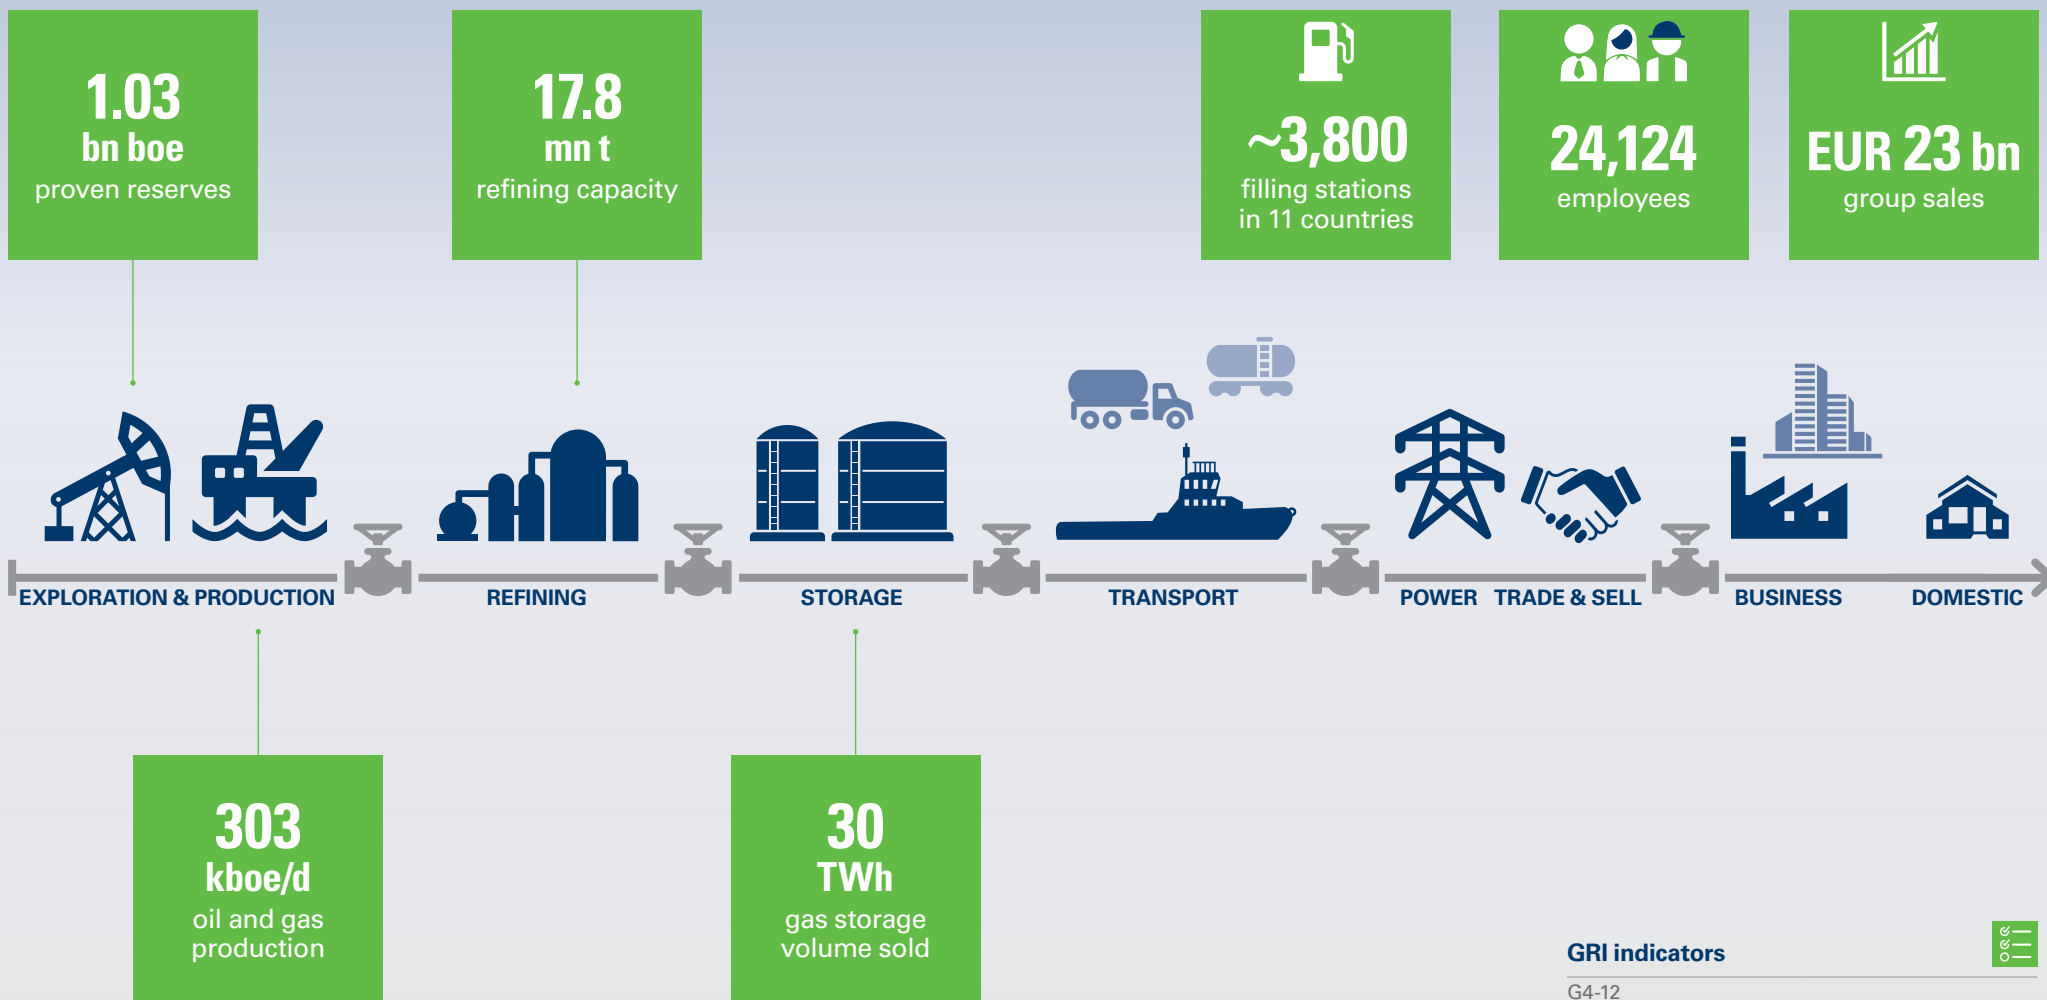 1.03
bn boe
proven reserves
17.8
mn t
refining capacity
~3,800
filling stations
in 11 countries
24,124
employees
EUR 23 bn
group sales
EXPLORATION & PRODUCTION
REFINING
STORAGE
TRANSPORT
POWER
TRADE & SELL
BUSINESS
DOMESTIC
303
kboe/d
oil and gas
production
30
TWh
gas storage
volume sold
GRI indicators
G4-12